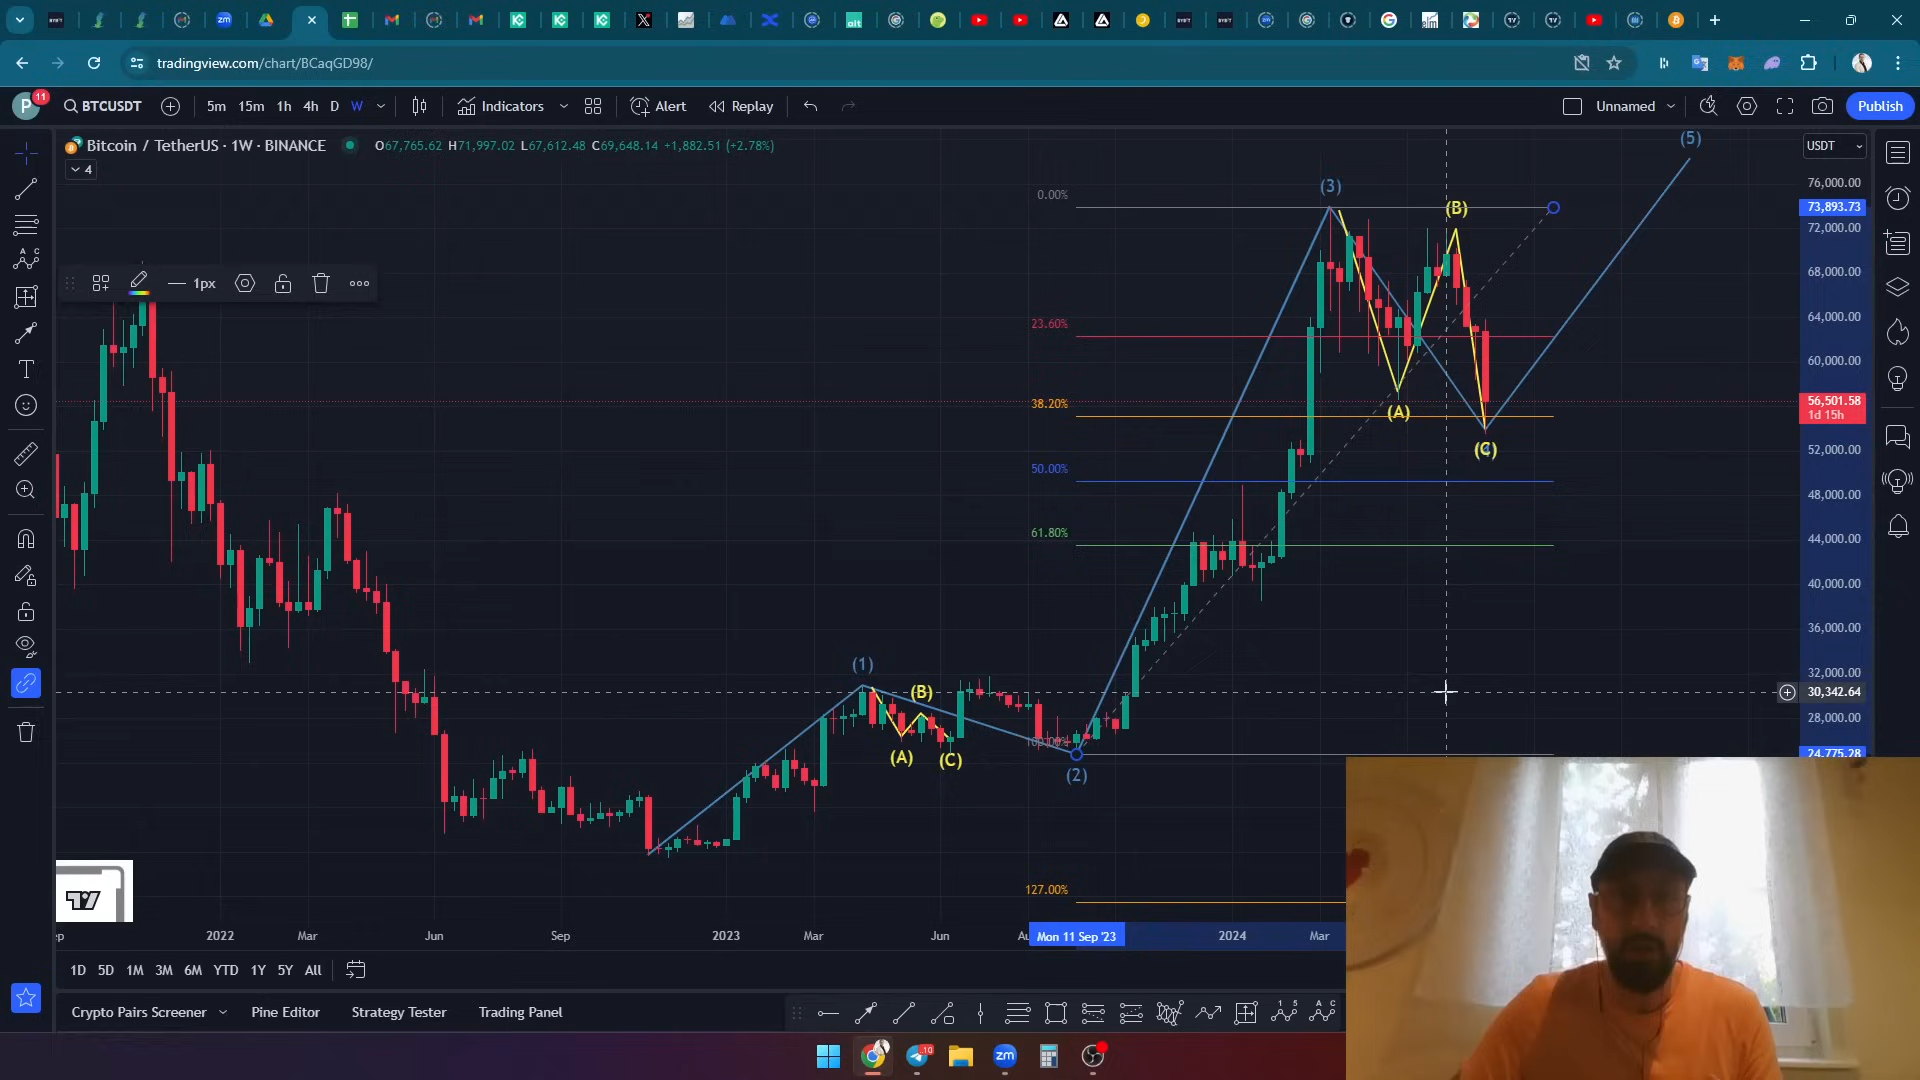 tradingview.com/chart/BCaqGD98/
P 11 BTCUSDT 5m 15m 1h 4h D W Indicators Alert Replay Unnamed Publish
Bitcoin / TetherUS · 1W · BINANCE O67,765.62 H71,997.02 L67,612.48 C69,648.14 +1,882.51 (+2.78%)
USDT
4
(5)
76,000.00
(3)
0.00%
(B)
73,893.73
72,000.00
68,000.00
1px
64,000.00
23.60%
60,000.00
38.20%
56,501.58
1d 15h
(A)
(C)
52,000.00
50.00%
48,000.00
61.80%
44,000.00
40,000.00
36,000.00
32,000.00
(1)
(B)
30,342.64
28,000.00
100.00%
24,775.28
(A)
(C)
(2)
127.00%
2022 Mar Jun Sep 2023 Mar Jun Mon 11 Sep '23 2024 Mar
1D 5D 1M 3M 6M YTD 1Y 5Y All
Crypto Pairs Screener Pine Editor Strategy Tester Trading Panel
zm
10